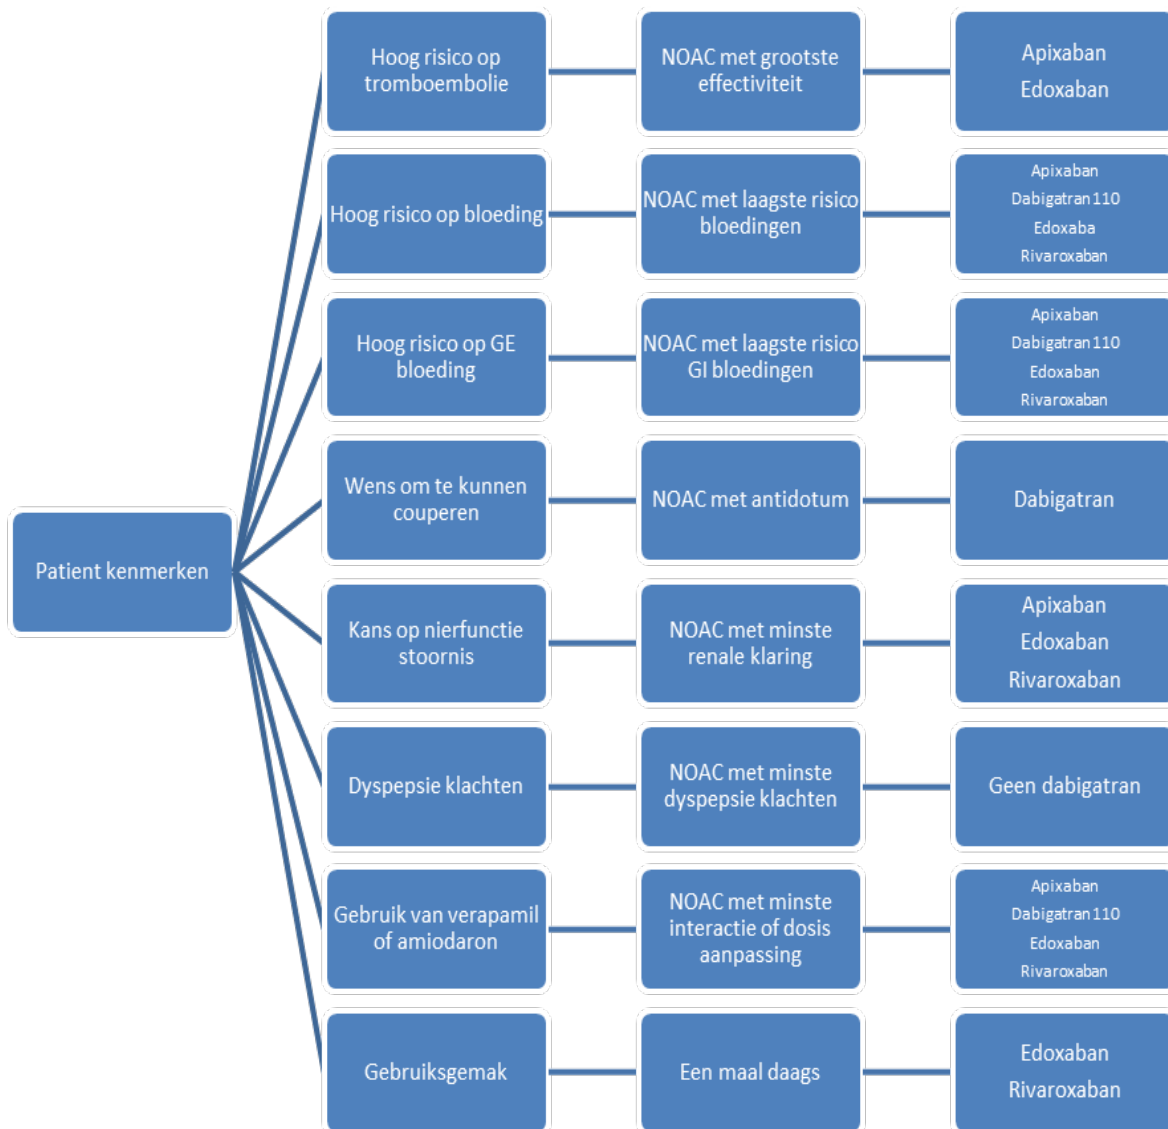 Hoog risico op
tromboembolie
NOAC met grootste
effectiviteit
Apixaban
Edoxaban
Hoog risico op bloeding
NOAC met laagste risico
bloedingen
Apixaban
Dabigatran 110
Edoxaba
Rivaroxaban
Hoog risico op GE
bloeding
NOAC met laagste risico
GI bloedingen
Apixaban
Dabigatran 110
Edoxaban
Rivaroxaban
Wens om te kunnen
couperen
NOAC met antidotum
Dabigatran
Patient kenmerken
Kans op nierfunctie
stoornis
NOAC met minste
renale klaring
Apixaban
Edoxaban
Rivaroxaban
Dyspepsie klachten
NOAC met minste
dyspepsie klachten
Geen dabigatran
Gebruik van verapamil
of amiodaron
NOAC met minste
interactie of dosis
aanpassing
Apixaban
Dabigatran 110
Edoxaban
Rivaroxaban
Gebruiksgemak
Een maal daags
Edoxaban
Rivaroxaban